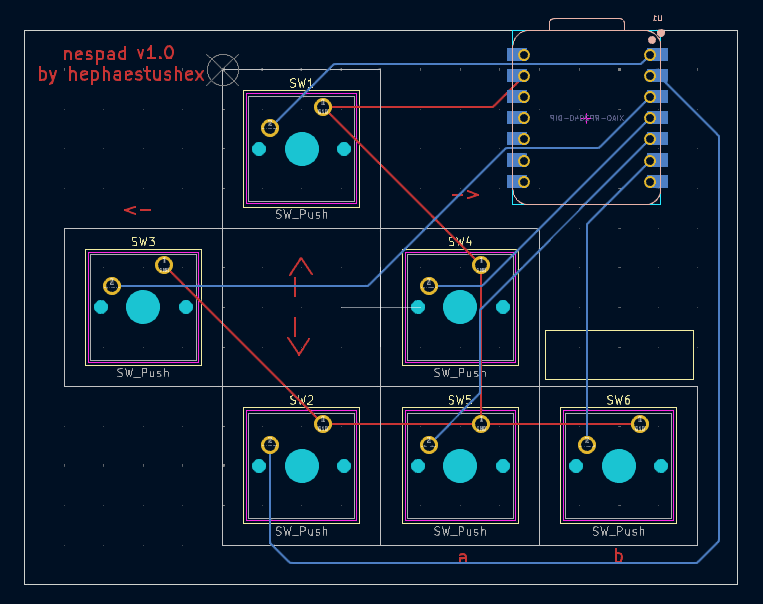 U1
nespad v1.0
by hephaestushex
SW1
XIAO-RP2040-DIP
SW_Push
<-
->
SW3
SW4
<--
-->
SW_Push
SW_Push
SW2
SW5
SW6
SW_Push
SW_Push
SW_Push
a
b